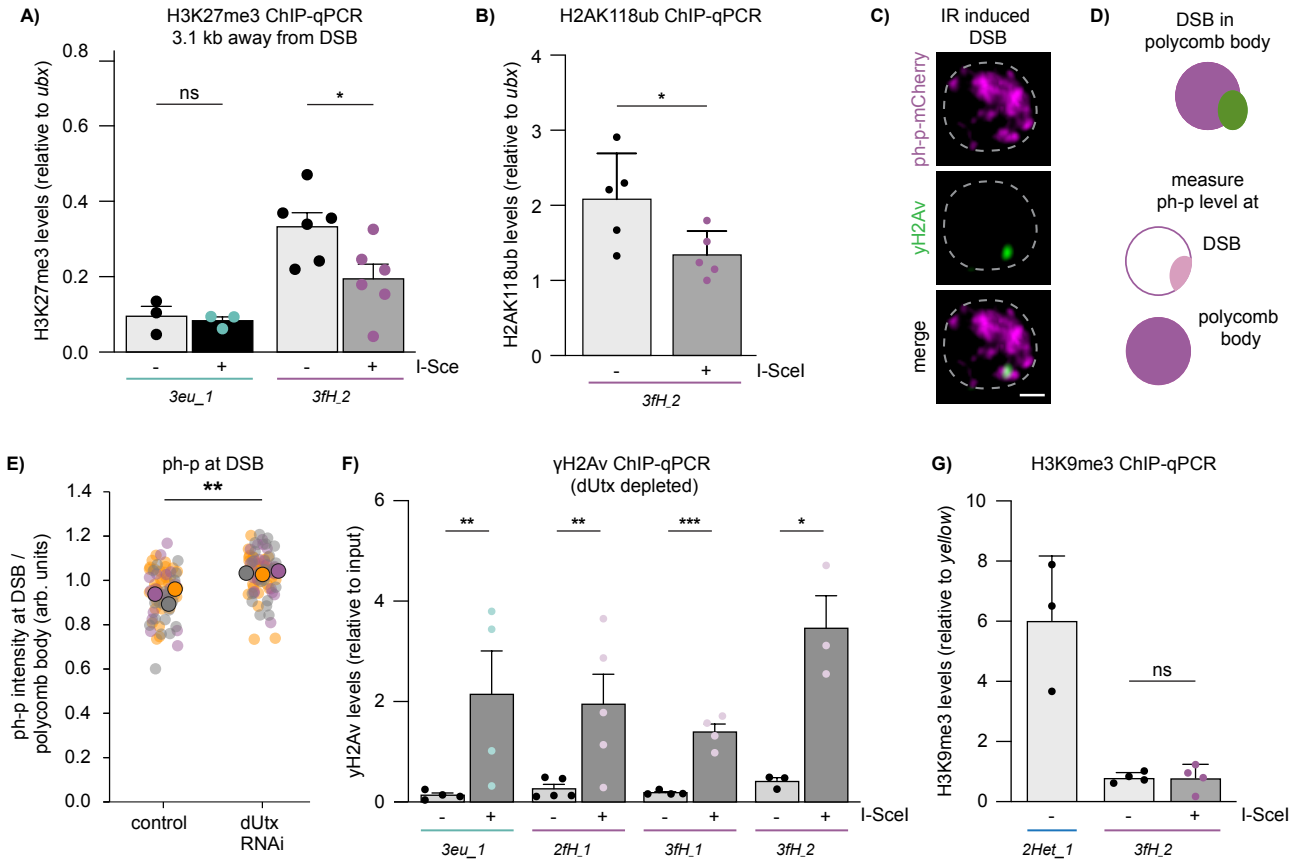 A)
H3K27me3 ChIP-qPCR
3.1 kb away from DSB
H3K27me3 levels (relative to ubx)
0.8
0.6
0.4
0.2
0.0
ns
*
- + - + I-Sce
3eu_1 3fH_2
B)
H2AK118ub ChIP-qPCR
H2AK118ub levels (relative to ubx)
4
3
2
1
0
*
- + I-SceI
3fH_2
C)
IR induced
DSB
ph-p-mCherry
yH2Av
merge
D)
DSB in
polycomb body
measure
ph-p level at
DSB
polycomb
body
E)
ph-p at DSB
ph-p intensity at DSB /
polycomb body (arb. units)
1.4
1.2
1.0
0.8
0.6
0.4
0.2
0.0
**
control dUtx
RNAi
F)
γH2Av ChIP-qPCR
(dUtx depleted)
yH2Av levels (relative to input)
6
4
2
0
** ** *** *
- + - + - + - + I-SceI
3eu_1 2fH_1 3fH_1 3fH_2
G)
H3K9me3 ChIP-qPCR
H3K9me3 levels (relative to yellow)
10
8
6
4
2
0
ns
- - + I-SceI
2Het_1 3fH_2